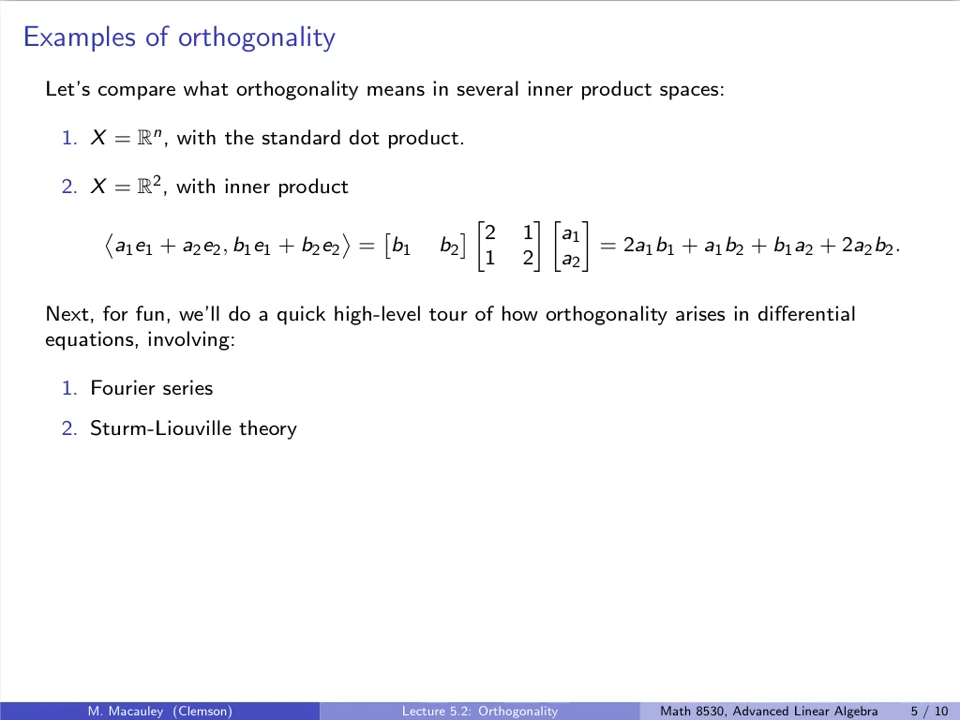 Examples of orthogonality
Let's compare what orthogonality means in several inner product spaces:
1. X = ℝⁿ, with the standard dot product.
2. X = ℝ², with inner product
⟨a₁e₁ + a₂e₂, b₁e₁ + b₂e₂⟩ = [b₁ b₂] [2 1; 1 2] [a₁; a₂] = 2a₁b₁ + a₁b₂ + b₁a₂ + 2a₂b₂.
Next, for fun, we'll do a quick high-level tour of how orthogonality arises in differential
equations, involving:
1. Fourier series
2. Sturm-Liouville theory
M. Macauley (Clemson) Lecture 5.2: Orthogonality Math 8530, Advanced Linear Algebra 5 / 10